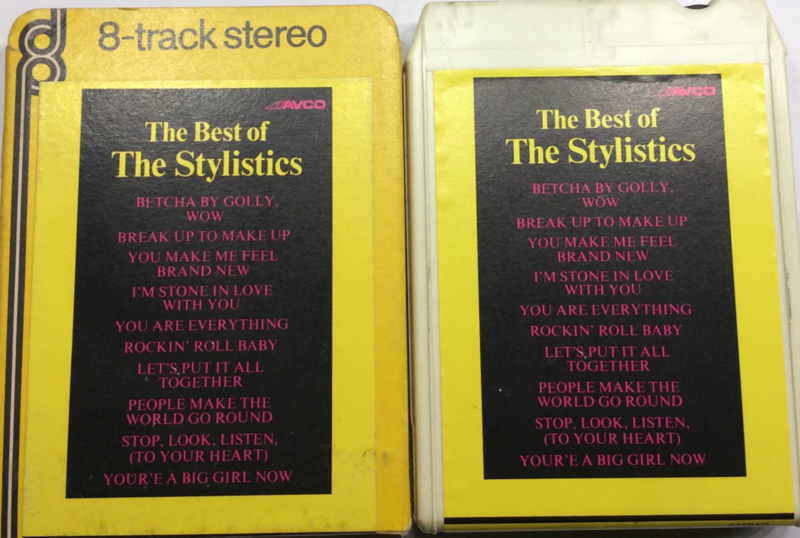 8-track stereo
AVCO
The Best of
The Stylistics
BETCHA BY GOLLY,
WOW
BREAK UP TO MAKE UP
YOU MAKE ME FEEL
BRAND NEW
I'M STONE IN LOVE
WITH YOU
YOU ARE EVERYTHING
ROCKIN' ROLL BABY
LET'S,PUT IT ALL
TOGETHER
PEOPLE MAKE THE
WORLD GO ROUND
STOP, LOOK, LISTEN,
(TO YOUR HEART)
YOUR'E A BIG GIRL NOW
AVCO
The Best of
The Stylistics
BETCHA BY GOLLY,
WOW
BREAK UP TO MAKE UP
YOU MAKE ME FEEL
BRAND NEW
I'M STONE IN LOVE
WITH YOU
YOU ARE EVERYTHING
ROCKIN' ROLL BABY
LET'S,PUT IT ALL
TOGETHER
PEOPLE MAKE THE
WORLD GO ROUND
STOP, LOOK, LISTEN,
(TO YOUR HEART)
YOUR'E A BIG GIRL NOW
STEREO